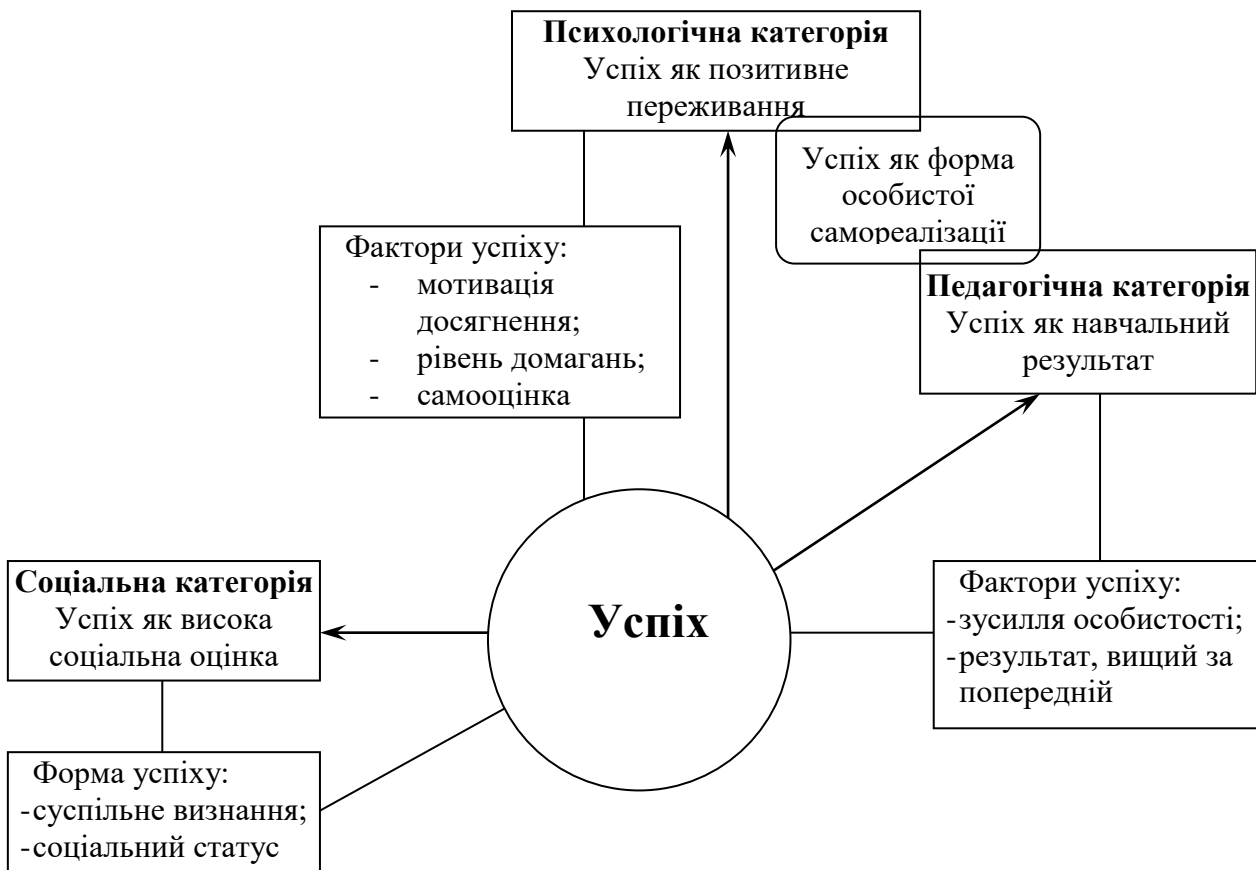 Психологічна категорія
Успіх як позитивне
переживання
Успіх як форма
особистої
самореалізації
Фактори успіху:
- мотивація
досягнення;
- рівень домагань;
- самооцінка
Педагогічна категорія
Успіх як навчальний
результат
Соціальна категорія
Успіх як висока
соціальна оцінка
Успіх
Фактори успіху:
-зусилля особистості;
-результат, вищий за
попередній
Форма успіху:
-суспільне визнання;
-соціальний статус